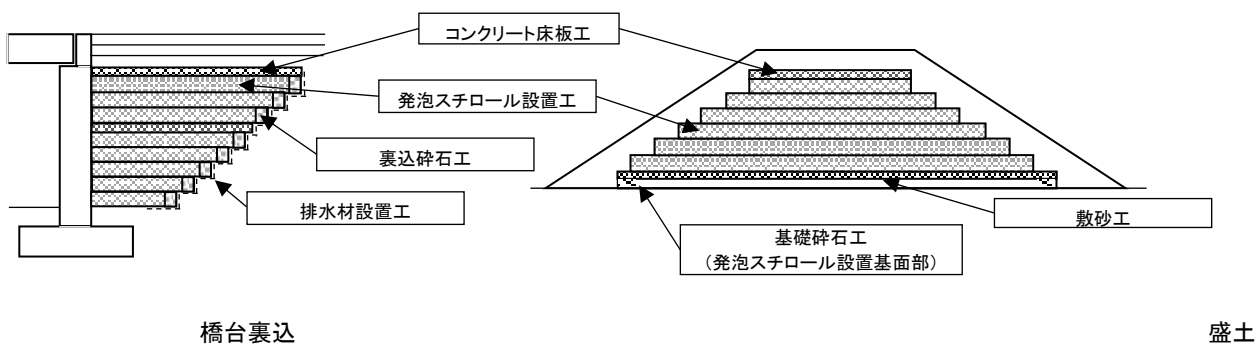 コンクリート床板工
発泡スチロール設置工
裏込砕石工
排水材設置工
敷砂工
基礎砕石工
（発泡スチロール設置基面部）
橋台裏込
盛土